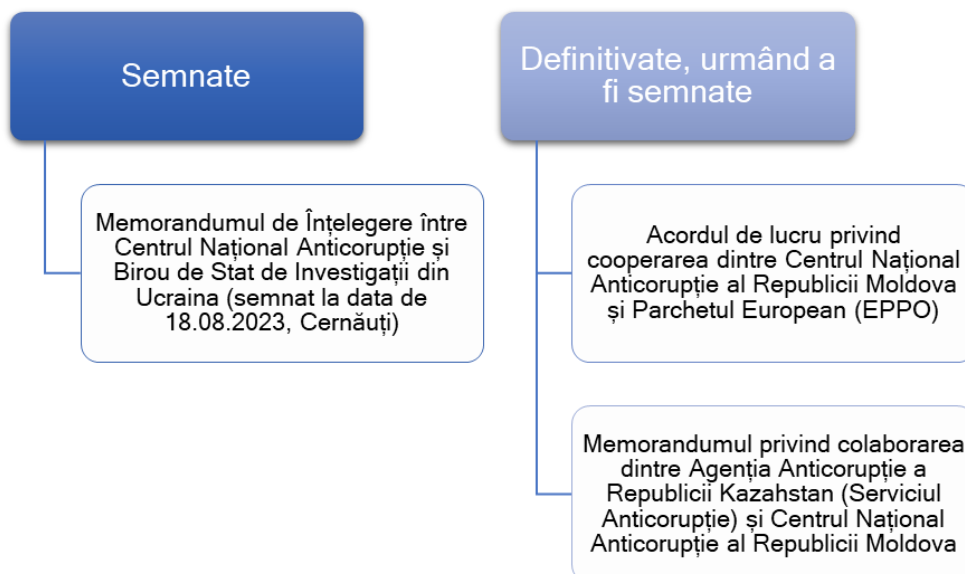 Semnate
Memorandumul de Înțelegere între
Centrul Național Anticorupție și
Birou de Stat de Investigații din
Ucraina (semnat la data de
18.08.2023, Cernăuți)
Definitivate, urmând a
fi semnate
Acordul de lucru privind
cooperarea dintre Centrul Național
Anticorupție al Republicii Moldova
și Parchetul European (EPPO)
Memorandumul privind colaborarea
dintre Agenția Anticorupție a
Republicii Kazahstan (Serviciul
Anticorupție) și Centrul Național
Anticorupție al Republicii Moldova